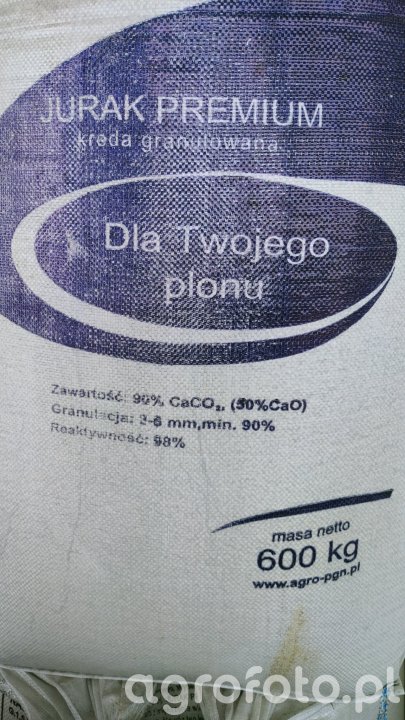 JURAK PREMIUM
kreda granulowana
Dla Twojego
plonu
Zawartość: 90% CaCO₂, (50%CaO)
Granulacja: 2-6 mm,min. 90%
Reaktywność: 98%
masa netto
600 kg
www.agro-pgn.pl
agrofoto.pl